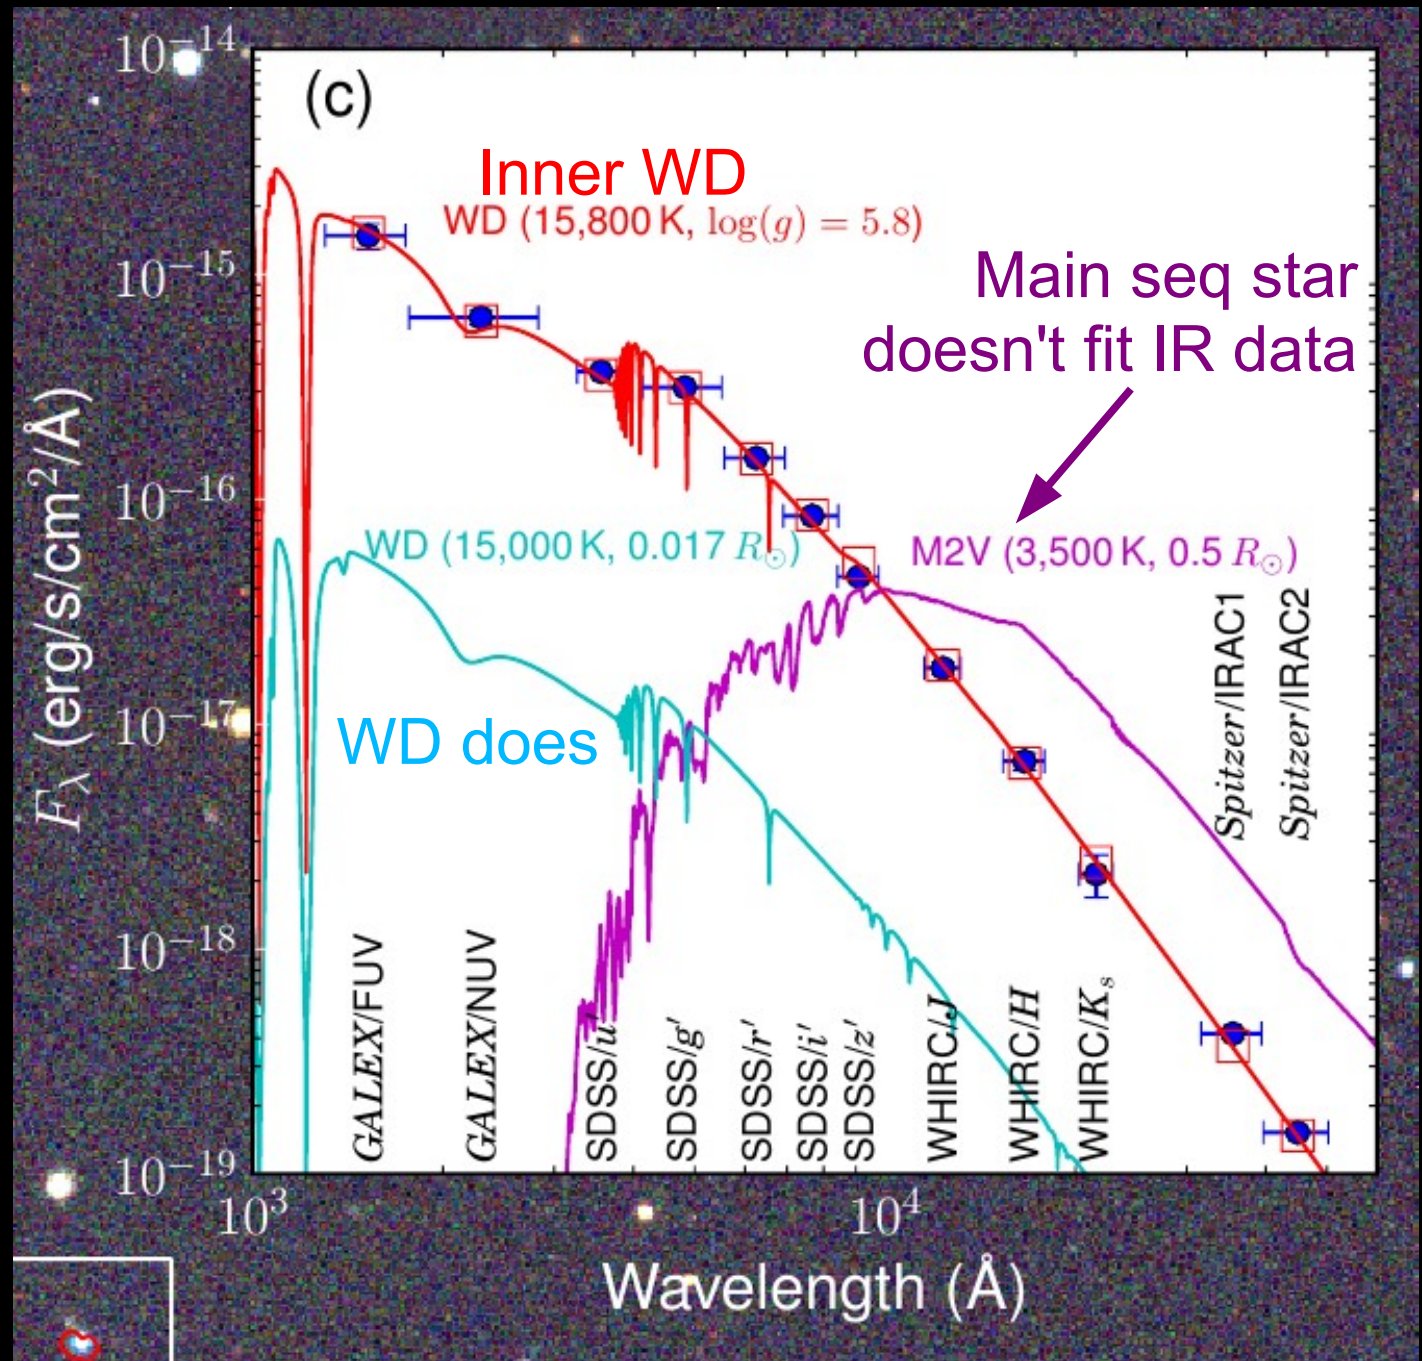 10⁻¹⁴
(c)
Inner WD
WD (15,800 K, log(g) = 5.8)
10⁻¹⁵
Main seq star
doesn't fit IR data
10⁻¹⁶
WD (15,000 K, 0.017 R☉)
M2V (3,500 K, 0.5 R☉)
Spitzer/IRAC1
Spitzer/IRAC2
10⁻¹⁷
WD does
10⁻¹⁸
GALEX/FUV
GALEX/NUV
SDSS/u'
SDSS/g'
SDSS/r'
SDSS/i'
SDSS/z'
WHIRC/J
WHIRC/H
WHIRC/Kₛ
10⁻¹⁹
10³
10⁴
Wavelength (Å)
F_λ (erg/s/cm²/Å)